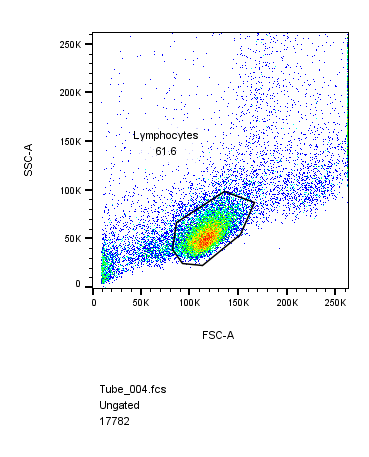 250K
200K
150K
100K
50K
0
SSC-A
Lymphocytes
61.6
0 50K 100K 150K 200K 250K
FSC-A
Tube_004.fcs
Ungated
17782